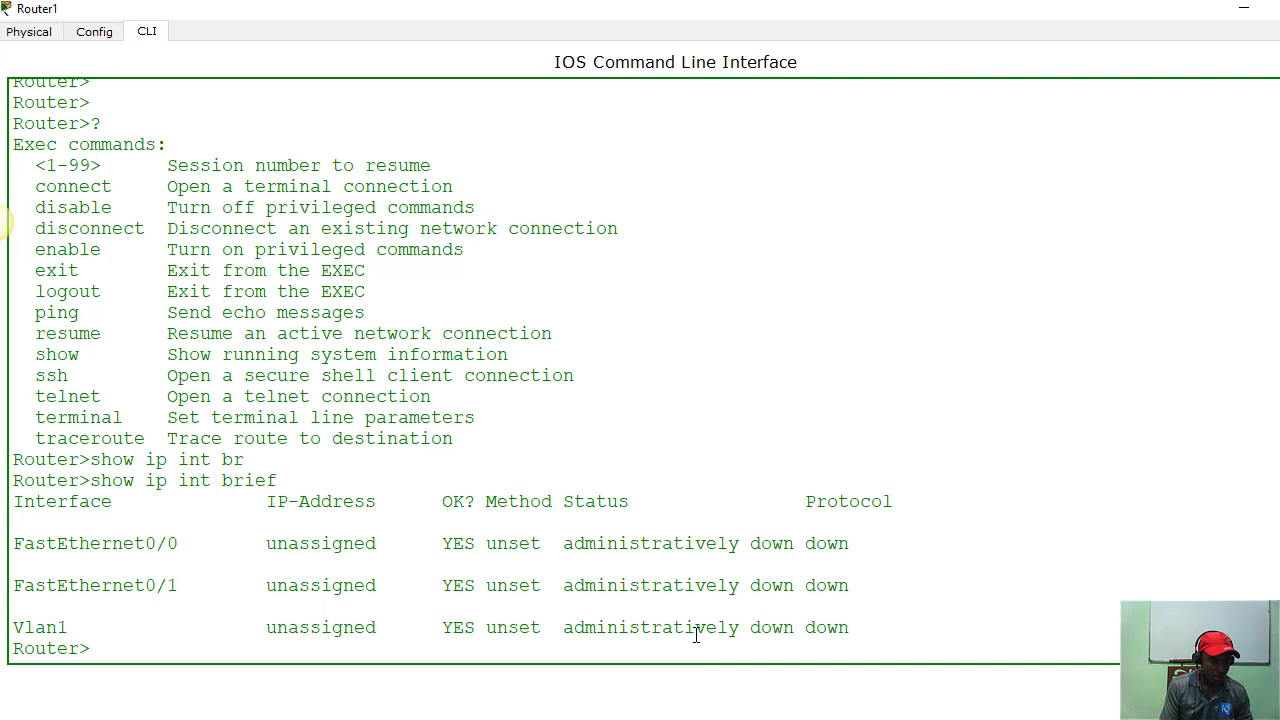 Router1
Physical Config CLI
IOS Command Line Interface
Router>
Router>
Router>?
Exec commands:
<1-99> Session number to resume
connect Open a terminal connection
disable Turn off privileged commands
disconnect Disconnect an existing network connection
enable Turn on privileged commands
exit Exit from the EXEC
logout Exit from the EXEC
ping Send echo messages
resume Resume an active network connection
show Show running system information
ssh Open a secure shell client connection
telnet Open a telnet connection
terminal Set terminal line parameters
traceroute Trace route to destination
Router>show ip int br
Router>show ip int brief
Interface IP-Address OK? Method Status Protocol
FastEthernet0/0 unassigned YES unset administratively down down
FastEthernet0/1 unassigned YES unset administratively down down
Vlan1 unassigned YES unset administratively down down
Router>